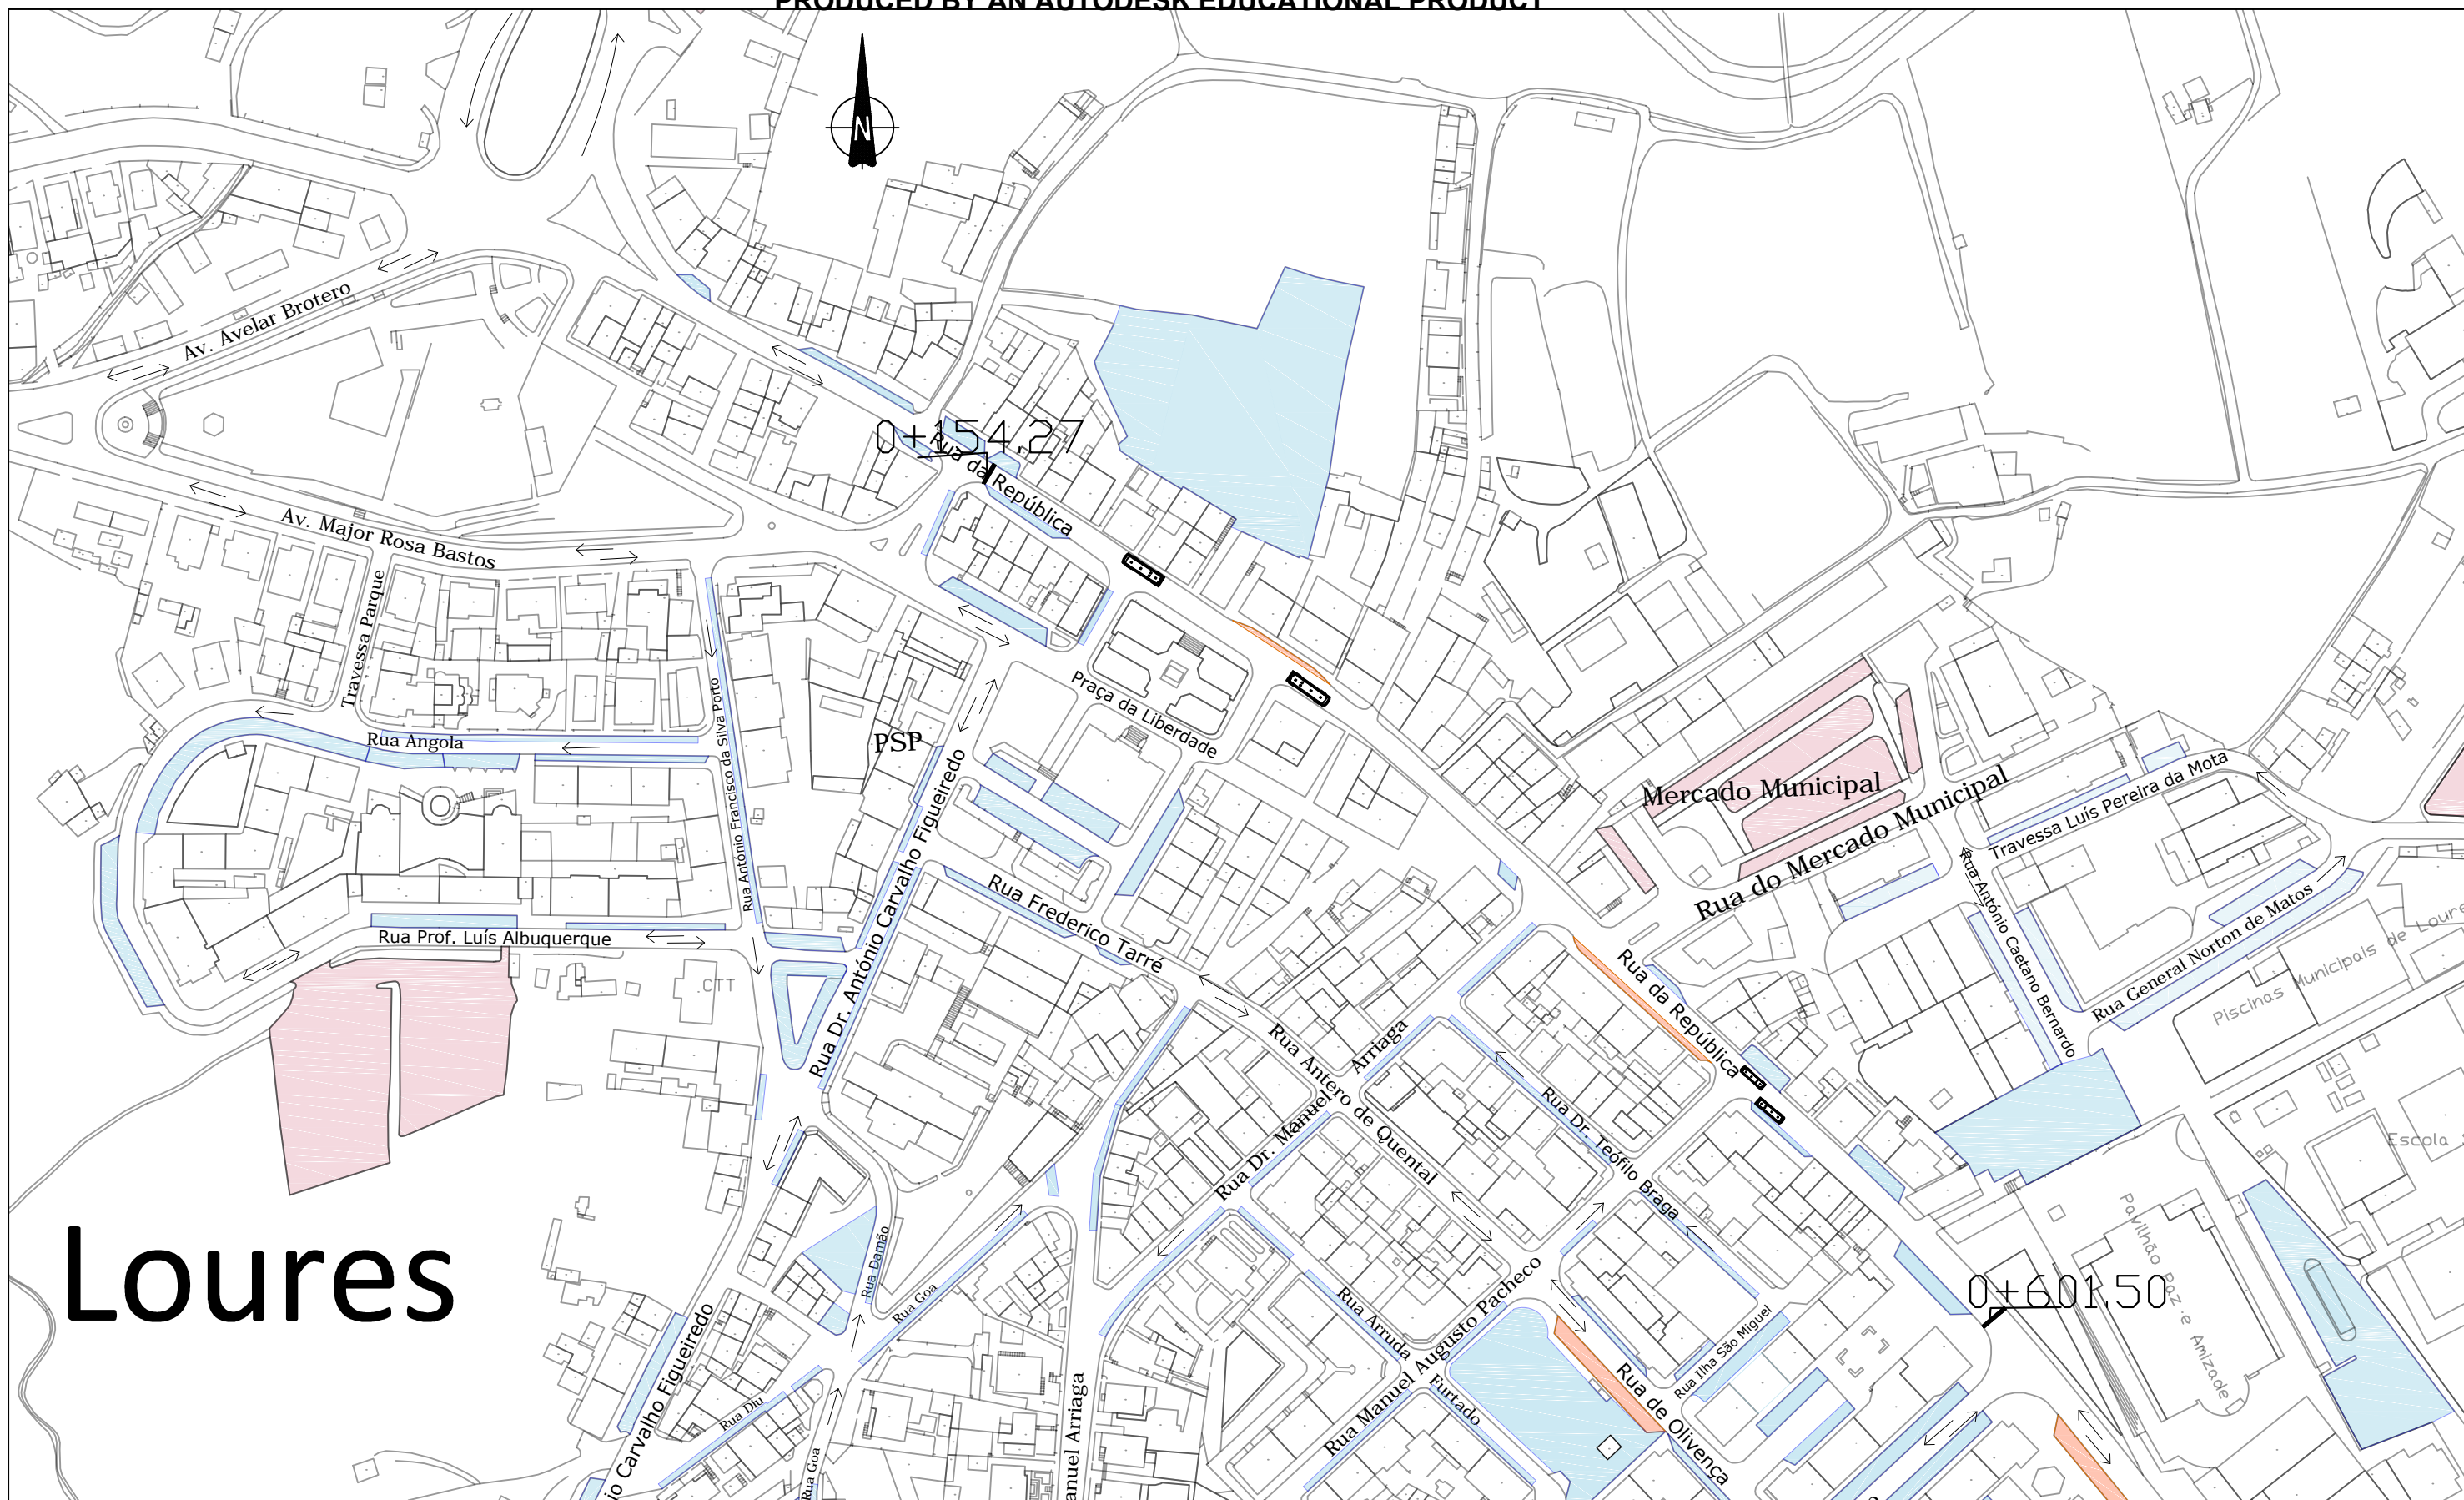 PRODUCED BY AN AUTODESK EDUCATIONAL PRODUCT
N
Av. Avelar Brotero
0+154,27
Rua da República
Av. Major Rosa Bastos
Travessa Parque
Rua António Francisco da Silva Porto
Praça da Liberdade
Rua Angola
PSP
Mercado Municipal
Rua do Mercado Municipal
Travessa Luís Pereira da Mota
Rua Dr. António Carvalho Figueiredo
Rua Frederico Tarré
Rua António Caetano Bernardo
Rua General Norton de Matos
Piscinas Municipais de Loure
Rua Prof. Luís Albuquerque
CTT
Rua da República
Rua Antero de Quental
Rua Dr. Manuel Arriaga
Rua Dr. Teófilo Braga
Escola
Pavilhão Paz e Amizade
Loures
Rua Damão
Rua Goa
0+601,50
Rua Arruda Furtado
Rua Manuel Augusto Pacheco
Rua Ilha São Miguel
Rua de Olivença
io Carvalho Figueiredo
Rua Diu
Rua Goa
anuel Arriaga